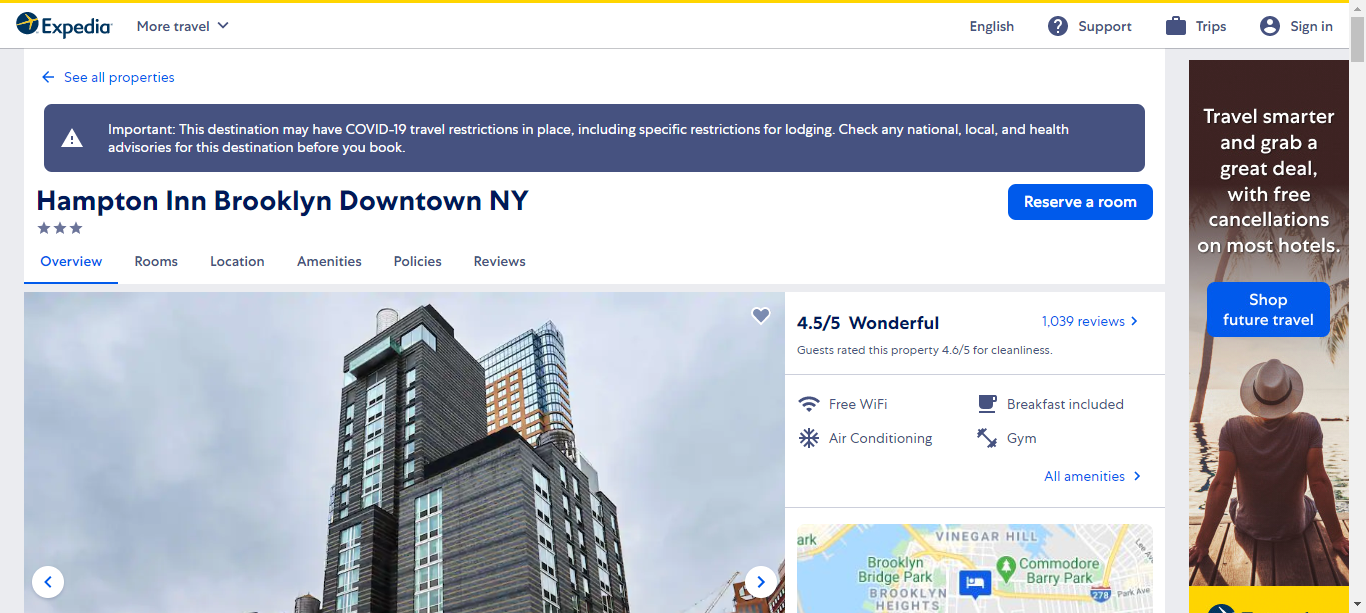 Expedia
More travel
English
Support
Trips
Sign in
See all properties
Important: This destination may have COVID-19 travel restrictions in place, including specific restrictions for lodging. Check any national, local, and health
advisories for this destination before you book.
Hampton Inn Brooklyn Downtown NY
Reserve a room
Overview
Rooms
Location
Amenities
Policies
Reviews
4.5/5 Wonderful
1,039 reviews
Guests rated this property 4.6/5 for cleanliness.
Free WiFi
Breakfast included
Air Conditioning
Gym
All amenities
ark
VINEGAR HILL
Brooklyn
Bridge Park
Commodore
Barry Park
BROOKLYN
HEIGHTS
278
Park Ave
Travel smarter
and grab a
great deal,
with free
cancellations
on most hotels.
Shop
future travel